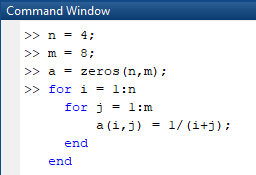 Command Window
>> n = 4;
>> m = 8;
>> a = zeros(n,m);
>> for i = 1:n
for j = 1:m
a(i,j) = 1/(i+j);
end
end